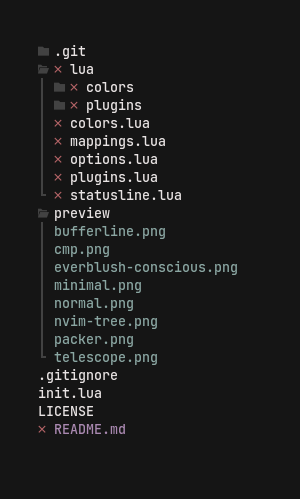 .git
lua
colors
plugins
colors.lua
mappings.lua
options.lua
plugins.lua
statusline.lua
preview
bufferline.png
cmp.png
everblush-conscious.png
minimal.png
normal.png
nvim-tree.png
packer.png
telescope.png
.gitignore
init.lua
LICENSE
README.md